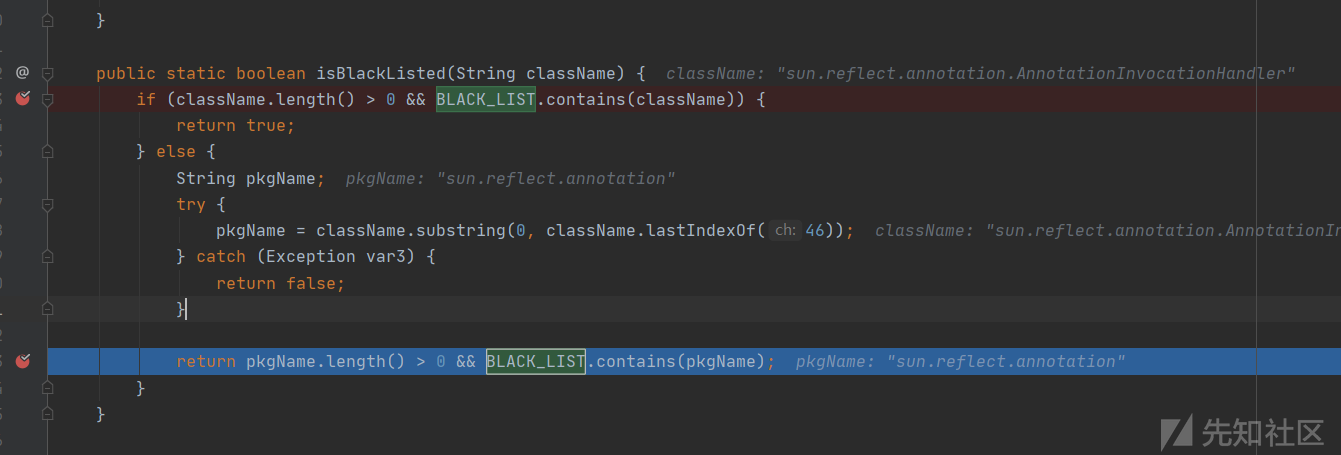 }
public static boolean isBlackListed(String className) { className: "sun.reflect.annotation.AnnotationInvocationHandler"
if (className.length() > 0 && BLACK_LIST.contains(className)) {
return true;
} else {
String pkgName; pkgName: "sun.reflect.annotation"
try {
pkgName = className.substring(0, className.lastIndexOf( ch: 46)); className: "sun.reflect.annotation.AnnotationIn
} catch (Exception var3) {
return false;
}
return pkgName.length() > 0 && BLACK_LIST.contains(pkgName); pkgName: "sun.reflect.annotation"
}
}
先知社区